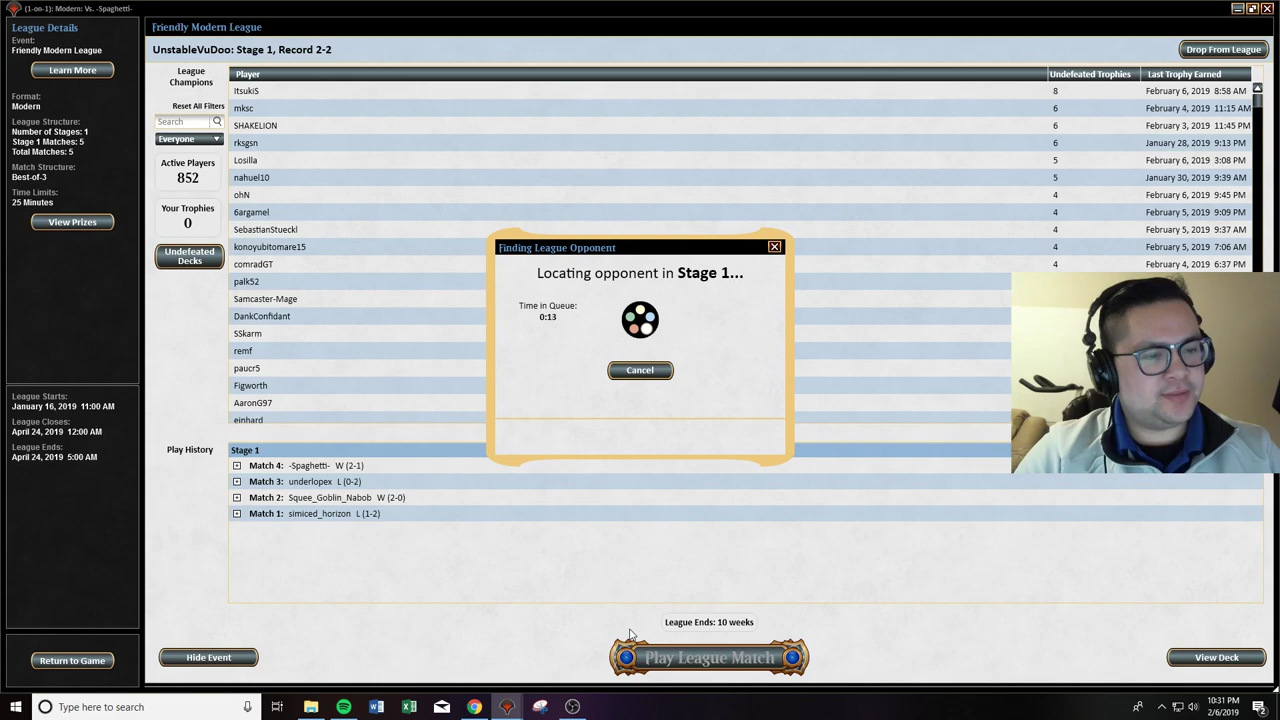 (1-on-1): Modern: Vs. -Spaghetti-
League Details
Event:
Friendly Modern League
Learn More
Format:
Modern
League Structure:
Number of Stages: 1
Stage 1 Matches: 5
Total Matches: 5
Match Structure:
Best-of-3
Time Limits:
25 Minutes
View Prizes
League Starts:
January 16, 2019 11:00 AM
League Closes:
April 24, 2019 12:00 AM
League Ends:
April 24, 2019 5:00 AM
Return to Game
Friendly Modern League
UnstableVuDoo: Stage 1, Record 2-2
Drop From League
League Champions
Reset All Filters
Search
Everyone
Active Players
852
Your Trophies
0
Undefeated Decks
Player Undefeated Trophies Last Trophy Earned
ItsukiS 8 February 6, 2019 8:58 AM
mksc 6 February 4, 2019 11:15 AM
SHAKELION 6 February 3, 2019 11:45 PM
rksgsn 6 January 28, 2019 9:13 PM
Losilla 5 February 6, 2019 3:08 PM
nahuel10 5 January 30, 2019 9:39 AM
ohN 4 February 6, 2019 9:45 PM
6argamel 4 February 5, 2019 9:09 PM
SebastianStueckl 4 February 5, 2019 9:37 AM
konoyubitomare15 4 February 5, 2019 7:06 AM
comradGT 4 February 4, 2019 6:37 PM
palk52
Samcaster-Mage
DankConfidant
SSkarm
remf
paucr5
Figworth
AaronG97
einhard
Finding League Opponent
Locating opponent in Stage 1...
Time in Queue:
0:13
Cancel
Play History
Stage 1
Match 4: -Spaghetti- W (2-1)
Match 3: underlopex L (0-2)
Match 2: Squee_Goblin_Nabob W (2-0)
Match 1: simiced_horizon L (1-2)
League Ends: 10 weeks
Hide Event
Play League Match
View Deck
Type here to search
10:31 PM
2/6/2019
2